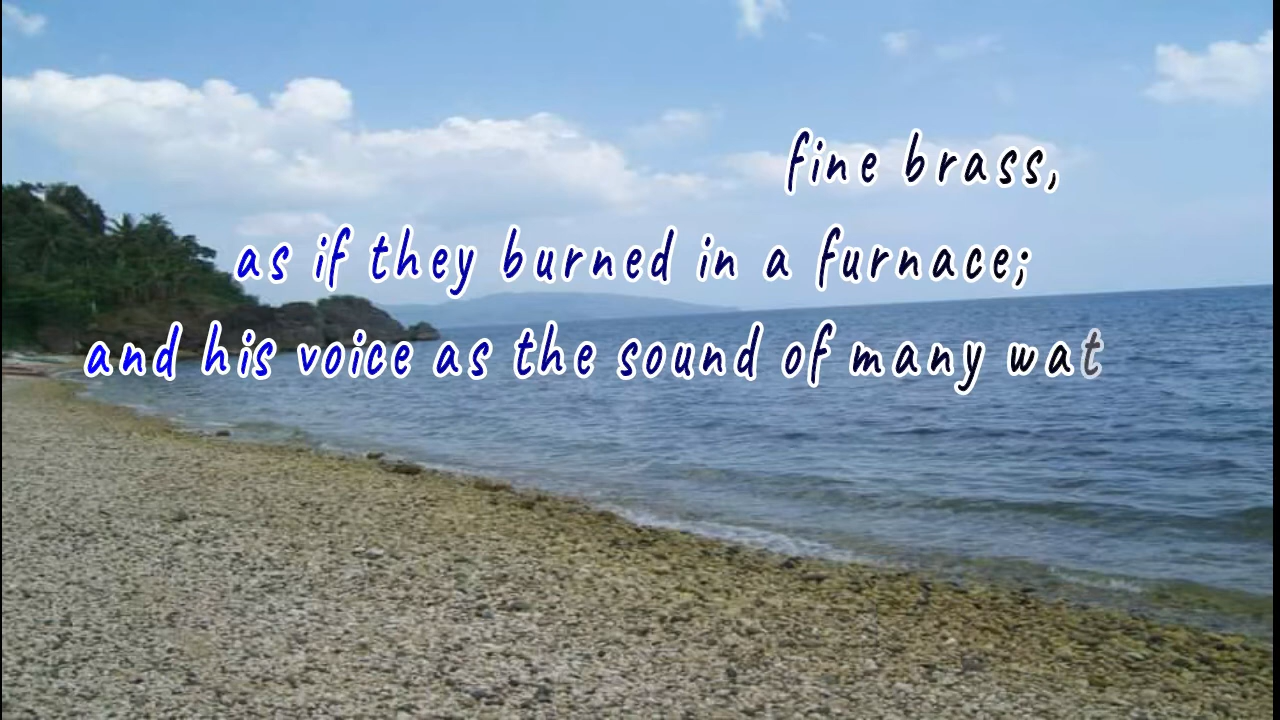 fine brass,
as if they burned in a furnace;
and his voice as the sound of many wat